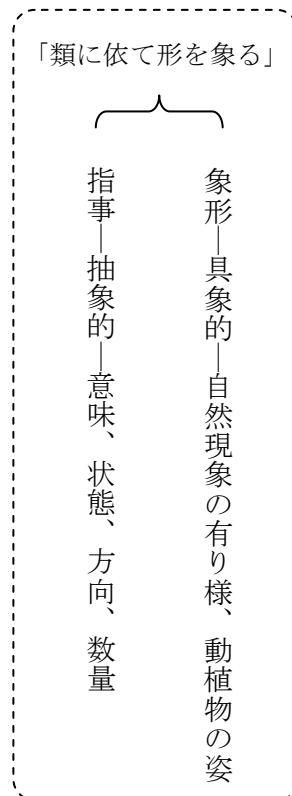 「類に依て形を象る」
象形―具象的―自然現象の有り様、動植物の姿
指事―抽象的―意味、状態、方向、数量